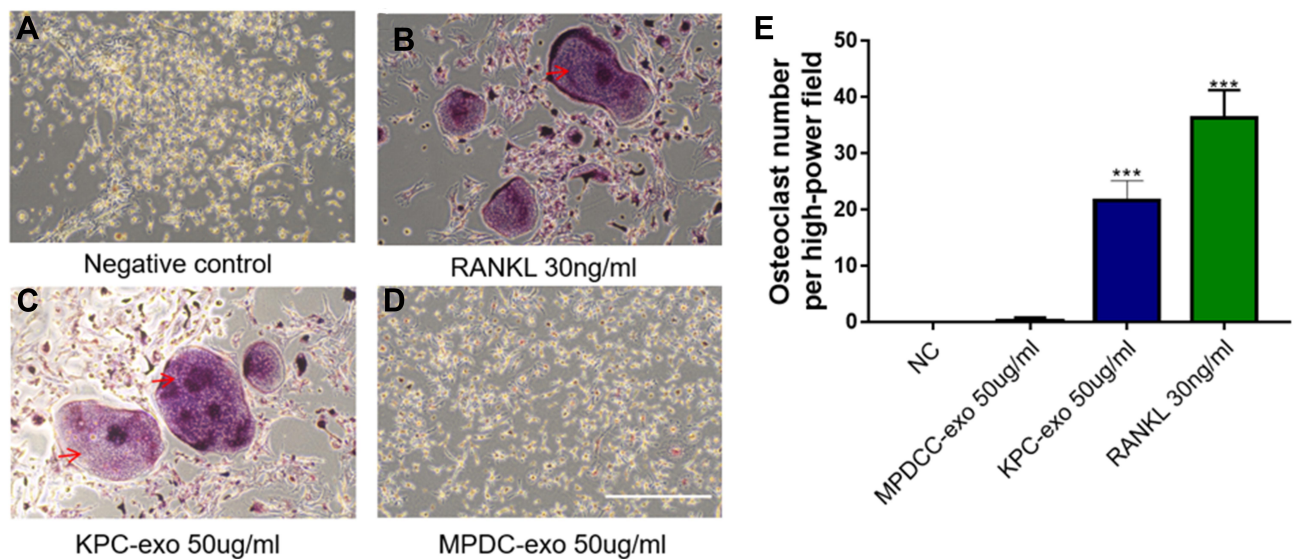 A
Negative control
B
RANKL 30ng/ml
C
KPC-exo 50ug/ml
D
MPDC-exo 50ug/ml
E
Osteoclast number
per high-power field
50
40
30
20
10
0
***
***
NC
MPDCC-exo 50ug/ml
KPC-exo 50ug/ml
RANKL 30ng/ml